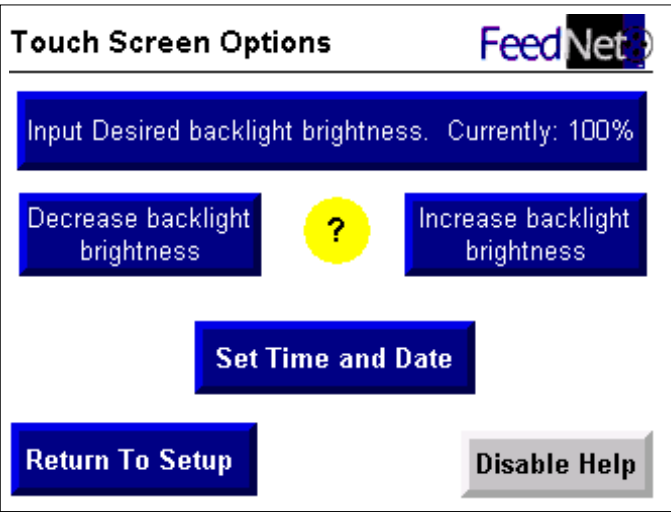 Touch Screen Options
FeedNet
Input Desired backlight brightness. Currently: 100%
Decrease backlight
brightness
?
Increase backlight
brightness
Set Time and Date
Return To Setup
Disable Help